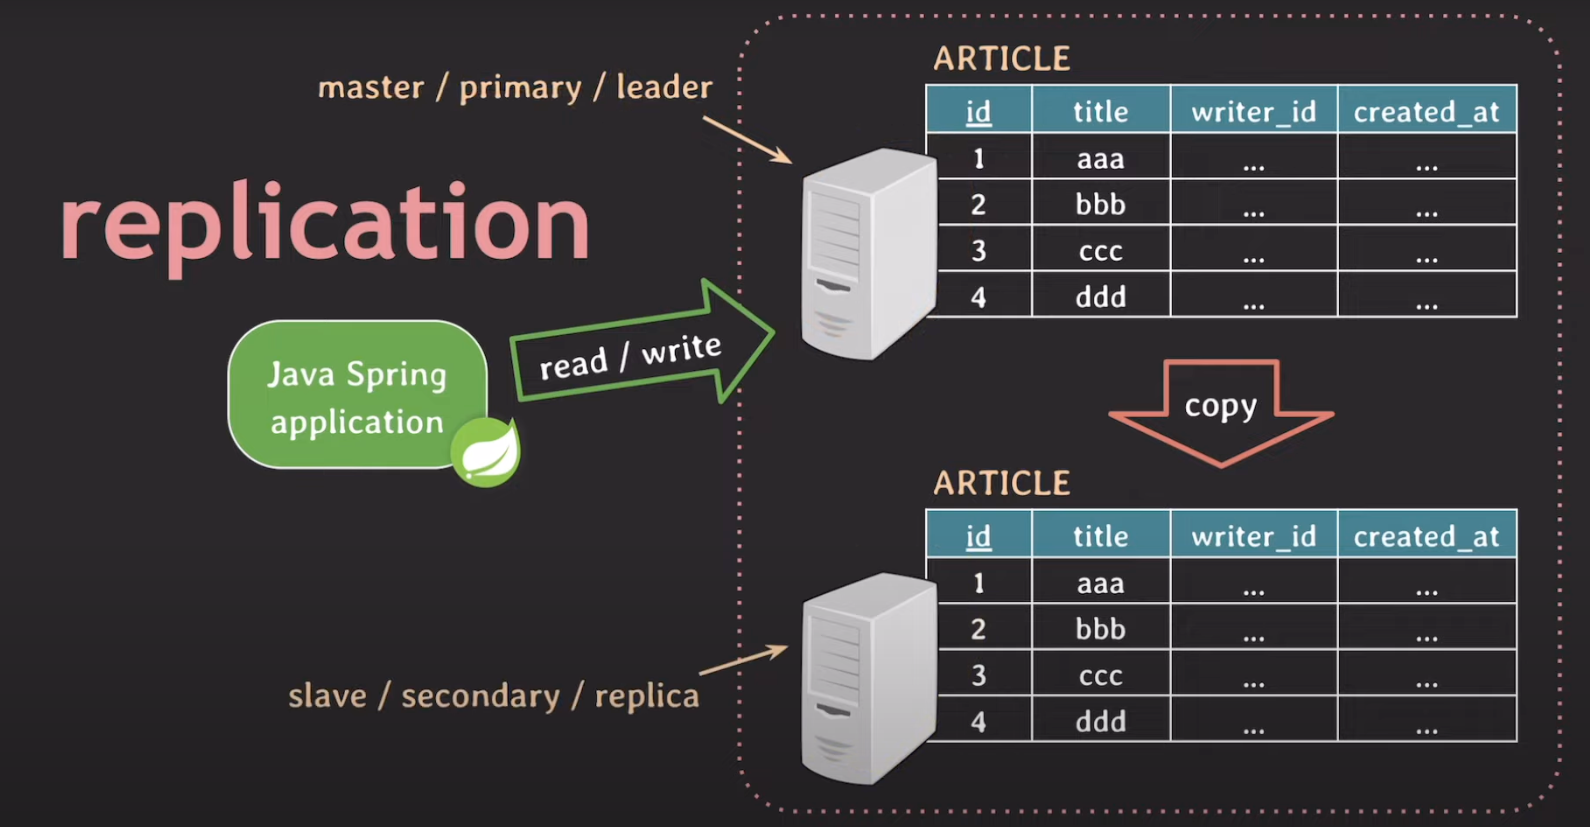 master / primary / leader
replication
Java Spring
application
read / write
ARTICLE
id title writer_id created_at
1 aaa ... ...
2 bbb ... ...
3 ccc ... ...
4 ddd ... ...
copy
ARTICLE
id title writer_id created_at
1 aaa ... ...
2 bbb ... ...
3 ccc ... ...
4 ddd ... ...
slave / secondary / replica